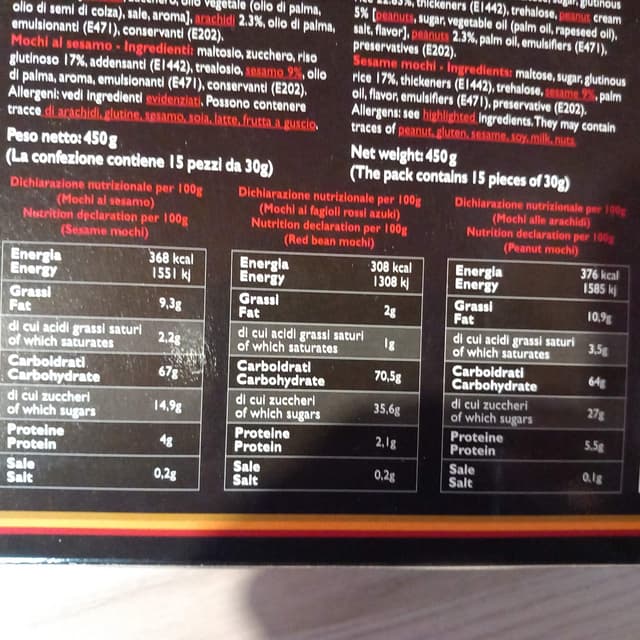 olio vegetale (olio di palma,
olio di semi di colza), sale, aroma], arachidi 2.3%, olio di palma,
emulsionanti (E471), conservanti (E202).
Mochi al sesamo - Ingredienti: maltosio, zucchero, riso
glutinoso 17%, addensanti (E1442), trealosio, sesamo 9%, olio
di palma, aroma, emulsionanti (E471), conservanti (E202).
Allergeni: vedi ingredienti evidenziati. Possono contenere
tracce di arachidi, glutine, sesamo, soia, latte, frutta a guscio.
Peso netto: 450g
(La confezione contiene 15 pezzi da 30g)
thickeners (E1442), trehalose, peanut cream
5% [peanuts, sugar, vegetable oil (palm oil, rapeseed oil),
salt, flavor], peanuts 2.3%, palm oil, emulsifiers (E471),
preservatives (E202).
Sesame mochi - Ingredients: maltose, sugar, glutinous
rice 17%, thickeners (E1442), trehalose, sesame 9%, palm
oil, flavor, emulsifiers (E471), preservative (E202).
Allergens: see highlighted ingredients. They may contain
traces of peanut, gluten, sesame, soy, milk, nuts.
Net weight: 450g
(The pack contains 15 pieces of 30g)
Dichiarazione nutrizionale per 100g
(Mochi al sesamo)
Nutrition declaration per 100g
(Sesame mochi)
Energia 368 kcal
Energy 1551 kj
Grassi
Fat 9,3g
di cui acidi grassi saturi
of which saturates 2,2g
Carboidrati
Carbohydrate 67g
di cui zuccheri
of which sugars 14,9g
Proteine
Protein 4g
Sale
Salt 0,2g
Dichiarazione nutrizionale per 100g
(Mochi ai fagioli rossi azuki)
Nutrition declaration per 100g
(Red bean mochi)
Energia 308 kcal
Energy 1308 kj
Grassi
Fat 2g
di cui acidi grassi saturi
of which saturates 1g
Carboidrati
Carbohydrate 70,5g
di cui zuccheri
of which sugars 35,6g
Proteine
Protein 2,1g
Sale
Salt 0,2g
Dichiarazione nutrizionale per 100g
(Mochi alle arachidi)
Nutrition declaration per 100g
(Peanut mochi)
Energia 376 kcal
Energy 1585 kj
Grassi
Fat 10,9g
di cui acidi grassi saturi
of which saturates 3,5g
Carboidrati
Carbohydrate 64g
di cui zuccheri
of which sugars 27g
Proteine
Protein 5,5g
Sale
Salt 0,1g